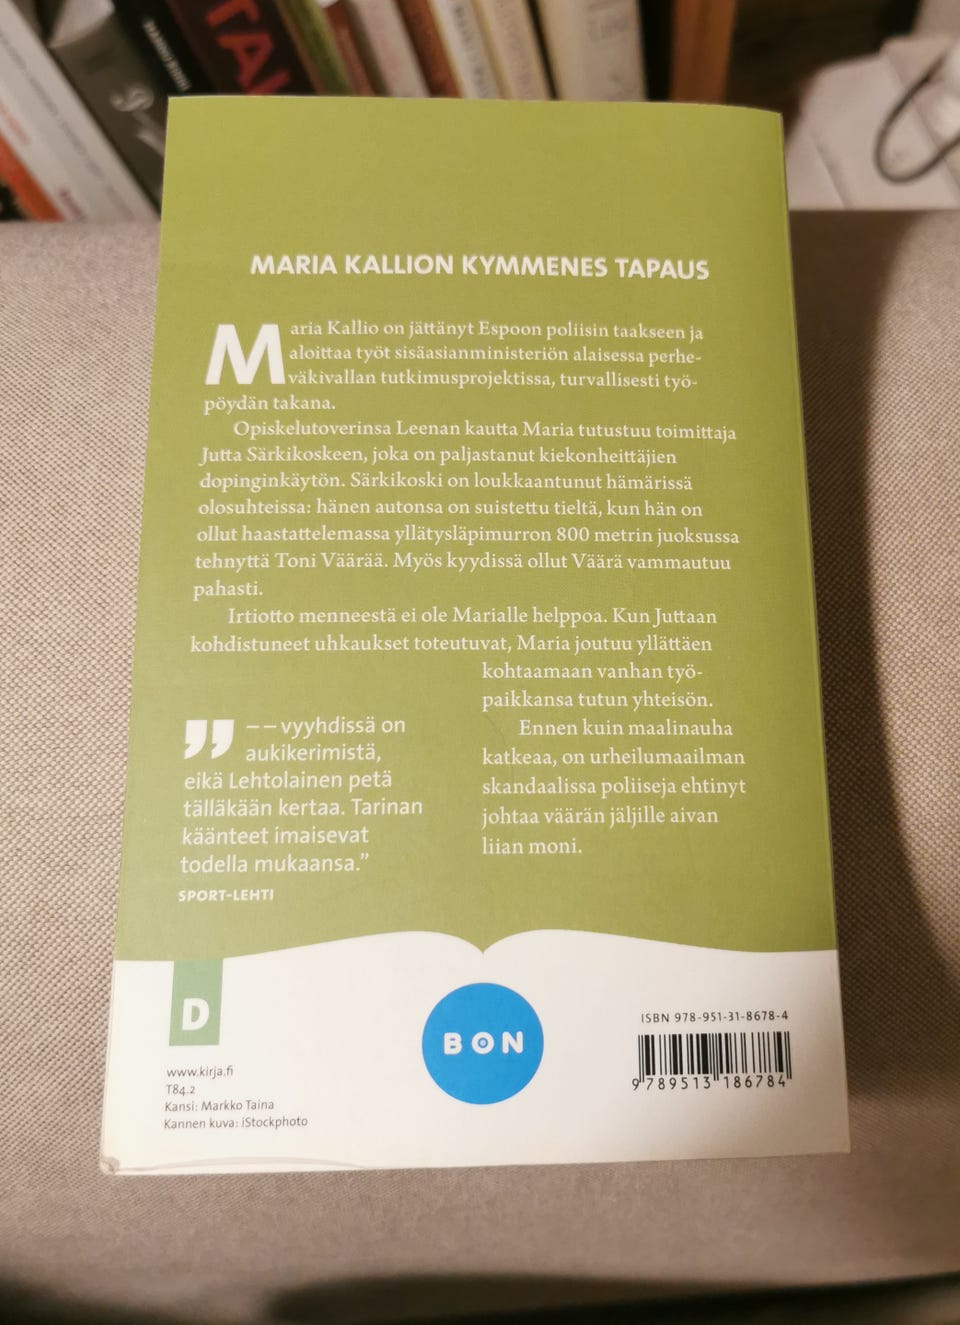 MARIA KALLION KYMMENES TAPAUS
Maria Kallio on jättänyt Espoon poliisin taakseen ja
aloittaa työt sisäasianministeriön alaisessa perhe-
väkivallan tutkimusprojektissa, turvallisesti työ-
pöydän takana.
Opiskelutoverinsa Leenan kautta Maria tutustuu toimittaja
Jutta Särkikoskeen, joka on paljastanut kiekonheittäjien
dopinginkäytön. Särkikoski on loukkaantunut hämärissä
olosuhteissa: hänen autonsa on suistettu tieltä, kun hän on
ollut haastattelemassa yllätysläpimurron 800 metrin juoksussa
tehnyttä Toni Väärää. Myös kyydissä ollut Väärä vammautuu
pahasti.
Irtiotto menneestä ei ole Marialle helppoa. Kun Juttaan
kohdistuneet uhkaukset toteutuvat, Maria joutuu yllättäen
kohtaamaan vanhan työ-
paikkansa tutun yhteisön.
Ennen kuin maalinauha
katkeaa, on urheilumaailman
skandaalissa poliiseja ehtinyt
johtaa väärän jäljille aivan
liian moni.
” – – vyyhdissä on
aukikerimistä,
eikä Lehtolainen petä
tälläkään kertaa. Tarinan
käänteet imaisevat
todella mukaansa.”
SPORT-LEHTI
D
www.kirja.fi
T84.2
Kansi: Markko Taina
Kannen kuva: iStockphoto
BON
ISBN 978-951-31-8678-4
9 789513 186784
TAI